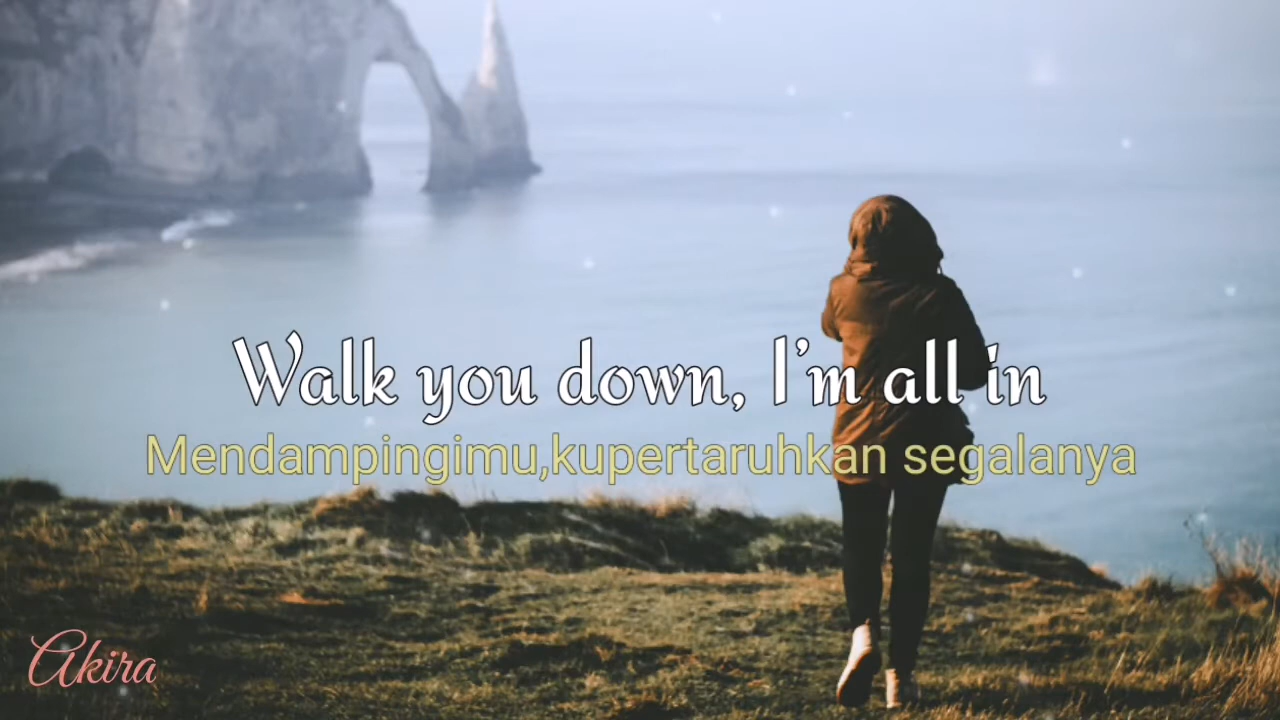 Walk you down, I'm all in
Mendampingimu,kupertaruhkan segalanya
Akira